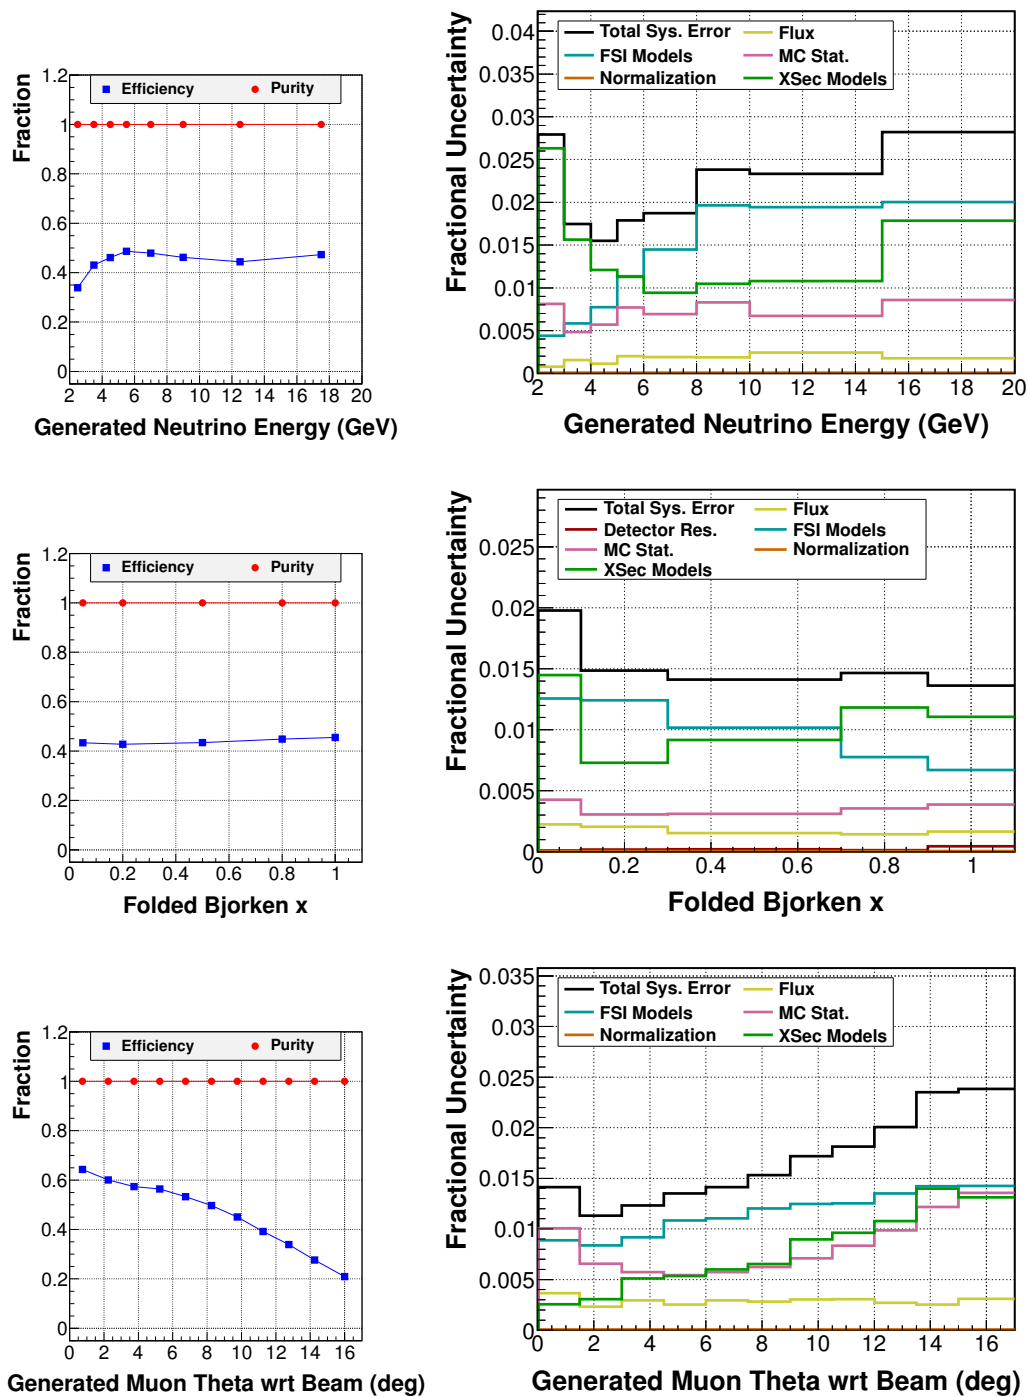 1.2
1
0.8
0.6
0.4
0.2
0
Fraction
Efficiency Purity
2 4 6 8 10 12 14 16 18 20
Generated Neutrino Energy (GeV)
0.04
0.035
0.03
0.025
0.02
0.015
0.01
0.005
0
Fractional Uncertainty
Total Sys. Error Flux
FSI Models MC Stat.
Normalization XSec Models
2 4 6 8 10 12 14 16 18 20
Generated Neutrino Energy (GeV)
1.2
1
0.8
0.6
0.4
0.2
0
Fraction
Efficiency Purity
0 0.2 0.4 0.6 0.8 1
Folded Bjorken x
0.025
0.02
0.015
0.01
0.005
0
Fractional Uncertainty
Total Sys. Error Flux
Detector Res. FSI Models
MC Stat. Normalization
XSec Models
0 0.2 0.4 0.6 0.8 1
Folded Bjorken x
1.2
1
0.8
0.6
0.4
0.2
0
Fraction
Efficiency Purity
0 2 4 6 8 10 12 14 16
Generated Muon Theta wrt Beam (deg)
0.035
0.03
0.025
0.02
0.015
0.01
0.005
0
Fractional Uncertainty
Total Sys. Error Flux
FSI Models MC Stat.
Normalization XSec Models
0 2 4 6 8 10 12 14 16
Generated Muon Theta wrt Beam (deg)